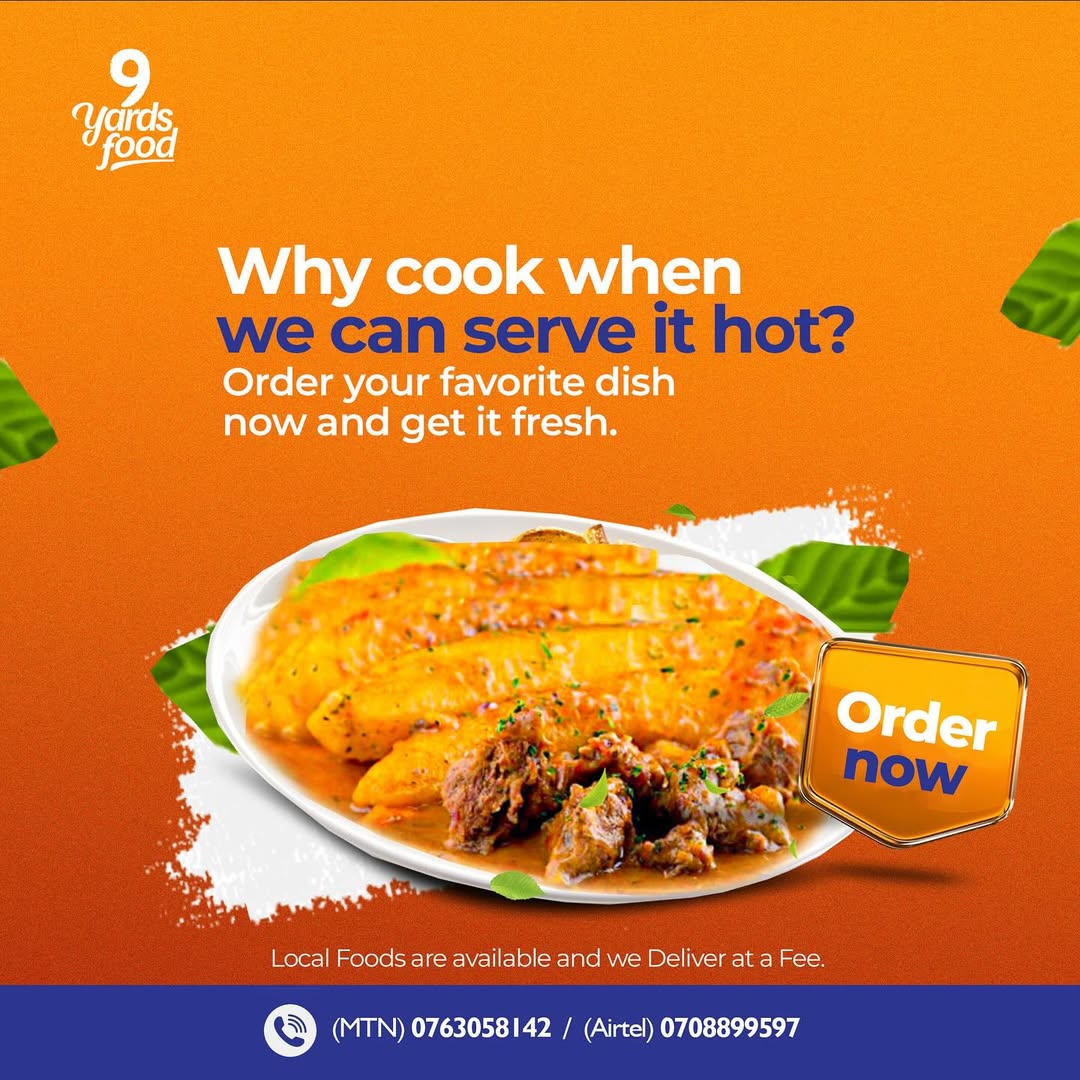 9
Yards
food
Why cook when
we can serve it hot?
Order your favorite dish
now and get it fresh.
Order
now
Local Foods are available and we Deliver at a Fee.
(MTN) 0763058142 / (Airtel) 0708899597